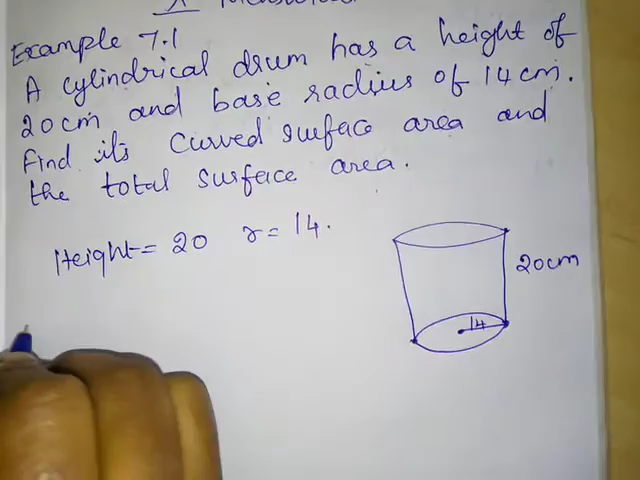 Example 7.1
A cylindrical drum has a height of
20cm and base radius of 14cm.
Find its Curved surface area and
the total surface area.
Height = 20 r = 14.
20cm
14